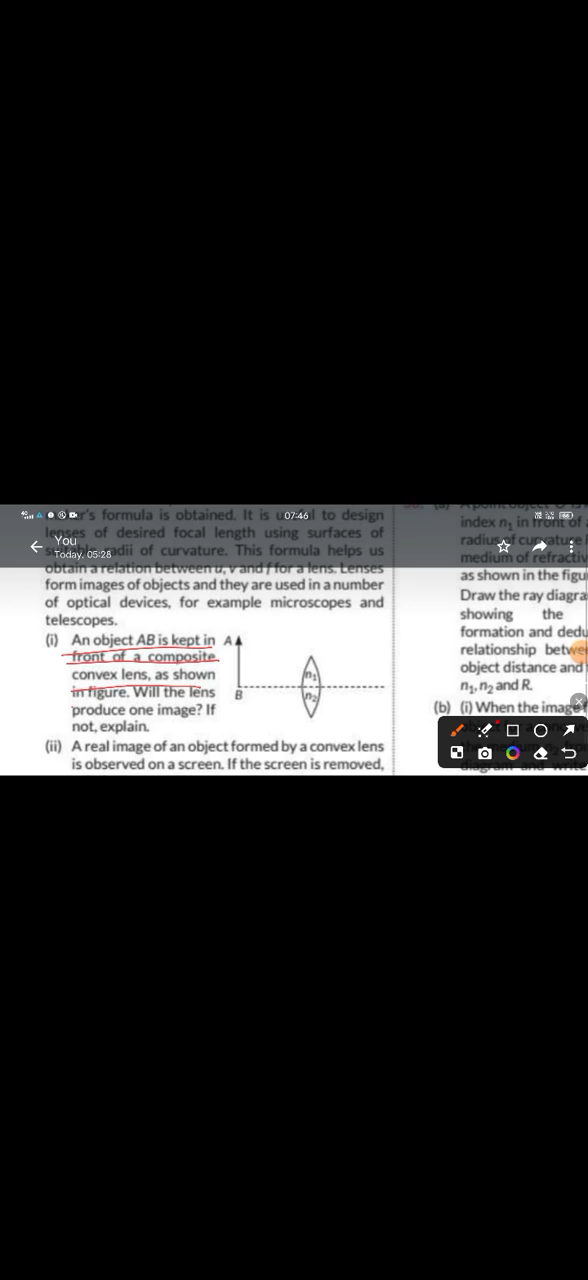 07:46
You
Today, 05:28
's formula is obtained. It is to design
lenses of desired focal length using surfaces of
radii of curvature. This formula helps us
obtain a relation between u, v and f for a lens. Lenses
form images of objects and they are used in a number
of optical devices, for example microscopes and
telescopes.
(i) An object AB is kept in
front of a composite
convex lens, as shown
in figure. Will the lens
produce one image? If
not, explain.
A
B
n₁
n₂
(ii) A real image of an object formed by a convex lens
is observed on a screen. If the screen is removed,
index n₁ in front of
radius of curvature
medium of refractiv
as shown in the figu
Draw the ray diagra
showing the
formation and dedu
relationship betwe
object distance and
n₁, n₂ and R.
(b) (i) When the image
diagram and write